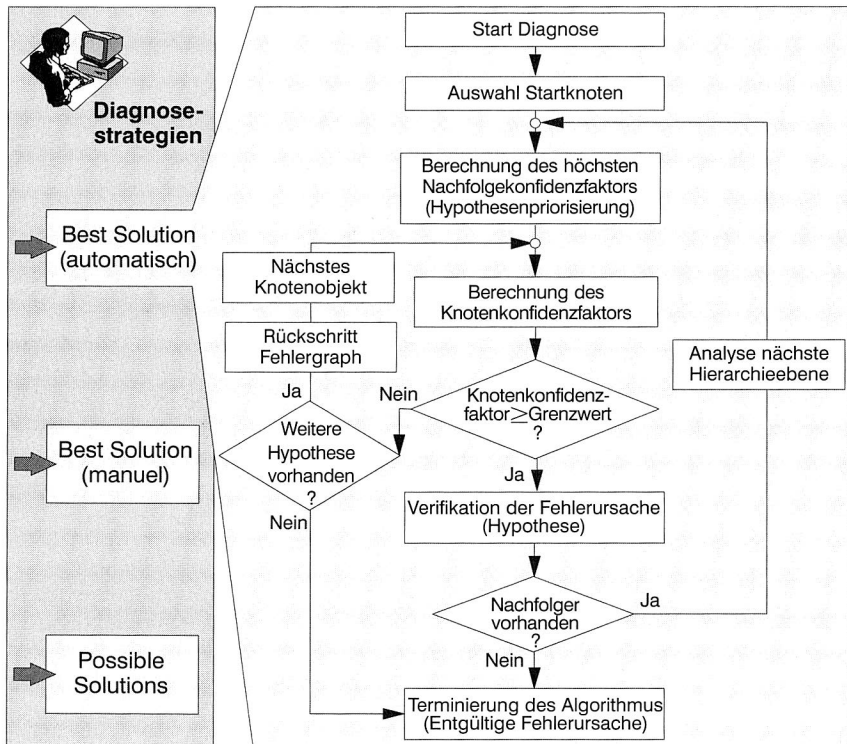 Diagnose-
strategien
Best Solution
(automatisch)
Best Solution
(manuel)
Possible
Solutions
Start Diagnose
Auswahl Startknoten
Berechnung des höchsten
Nachfolgekonfidenzfaktors
(Hypothesenpriorisierung)
Nächstes
Knotenobjekt
Berechnung des
Knotenkonfidenzfaktors
Rückschritt
Fehlergraph
Analyse nächste
Hierarchieebene
Ja
Nein
Knotenkonfidenz-
faktor>Grenzwert
?
Weitere
Hypothese
vorhanden
?
Ja
Nein
Verifikation der Fehlerursache
(Hypothese)
Nachfolger
vorhanden
?
Ja
Nein
Terminierung des Algorithmus
(Entgültige Fehlerursache)